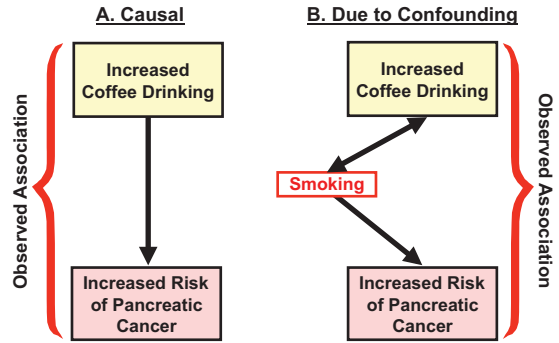 A. Causal
Observed Association
Increased
Coffee Drinking
Increased Risk
of Pancreatic
Cancer
B. Due to Confounding
Increased
Coffee Drinking
Smoking
Increased Risk
of Pancreatic
Cancer
Observed Association